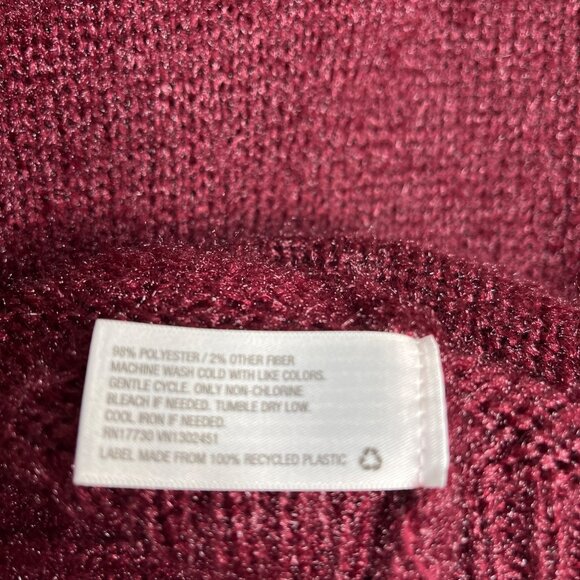 98% POLYESTER / 2% OTHER FIBER
MACHINE WASH COLD WITH LIKE COLORS.
GENTLE CYCLE. ONLY NON-CHLORINE
BLEACH IF NEEDED. TUMBLE DRY LOW.
COOL IRON IF NEEDED.
RN17730 VN1302451
LABEL MADE FROM 100% RECYCLED PLASTIC